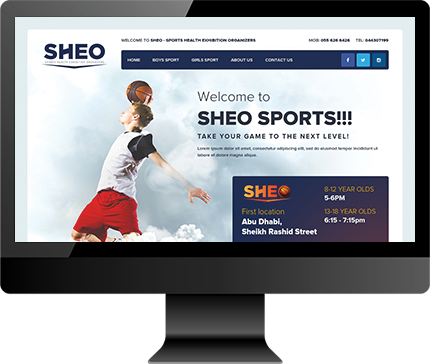 SHEO
WELCOME TO SHEO - SPORTS HEALTH EXHIBITION ORGANIZERS
MOB: 055 626 6426 TEL: 044307199
HOME BOYS SPORT GIRLS SPORT ABOUT US CONTACT US
Welcome to
SHEO SPORTS!!!
TAKE YOUR GAME TO THE NEXT LEVEL!
Lorem ipsum dolor sit amet, consectetur adipiscing elit, sed do eiusmod tempor incididunt ut
labore et dolore magna aliqua.
SHEO
First location
Abu Dhabi,
Sheikh Rashid Street
8-12 YEAR OLDS
5-6PM
13-18 YEAR OLDS
6:15 - 7:15pm